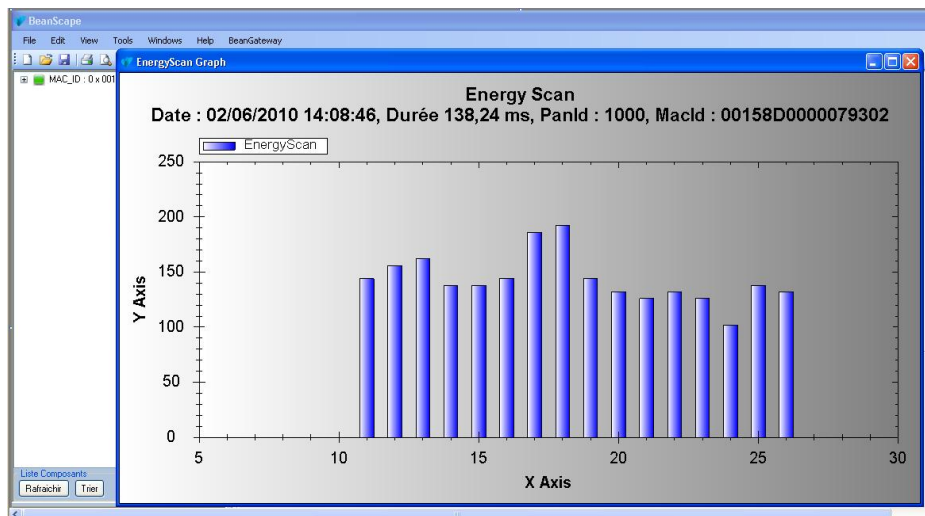 BeanScape
File Edit View Tools Windows Help BeanGateway
EnergyScan Graph
MAC_ID : 0 x 001
Energy Scan
Date : 02/06/2010 14:08:46, Durée 138,24 ms, PanId : 1000, MacId : 00158D0000079302
EnergyScan
250
200
150
100
50
0
Y Axis
5 10 15 20 25 30
X Axis
Liste Composants
Rafraichir Trier